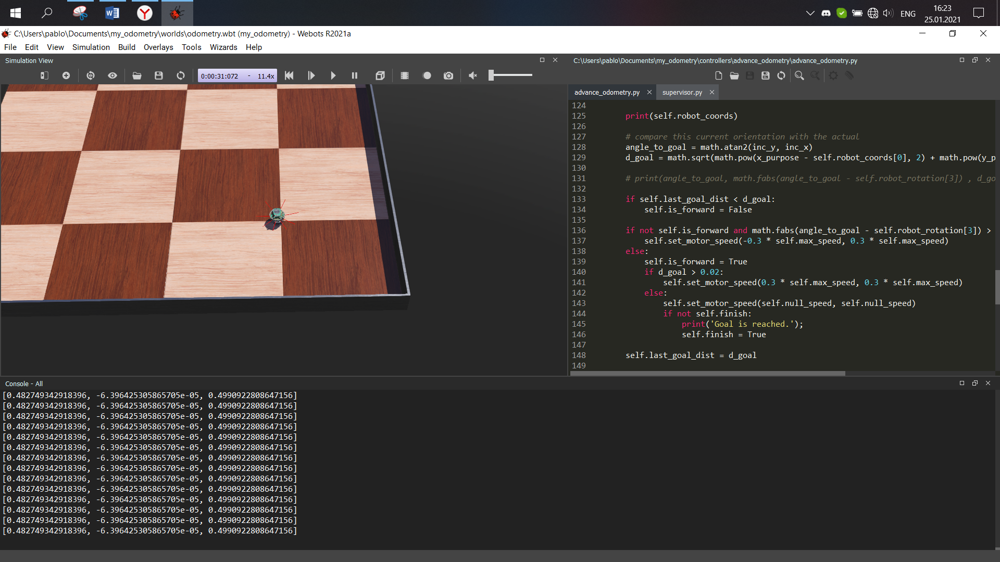 ENG
16:23
25.01.2021
C:\Users\pablo\Documents\my_odometry\worlds\odometry.wbt (my_odometry) - Webots R2021a
File Edit View Simulation Build Overlays Tools Wizards Help
Simulation View
0:00:31:072 - 11.4x
C:\Users\pablo\Documents\my_odometry\controllers\advance_odometry\advance_odometry.py
advance_odometry.py supervisor.py
124
125 print(self.robot_coords)
126
127 # compare this current orientation with the actual
128 angle_to_goal = math.atan2(inc_y, inc_x)
129 d_goal = math.sqrt(math.pow(x_purpose - self.robot_coords[0], 2) + math.pow(y_p
130
131 # print(angle_to_goal, math.fabs(angle_to_goal - self.robot_rotation[3]) , d_go
132
133 if self.last_goal_dist < d_goal:
134 self.is_forward = False
135
136 if not self.is_forward and math.fabs(angle_to_goal - self.robot_rotation[3]) >
137 self.set_motor_speed(-0.3 * self.max_speed, 0.3 * self.max_speed)
138 else:
139 self.is_forward = True
140 if d_goal > 0.02:
141 self.set_motor_speed(0.3 * self.max_speed, 0.3 * self.max_speed)
142 else:
143 self.set_motor_speed(self.null_speed, self.null_speed)
144 if not self.finish:
145 print('Goal is reached.');
146 self.finish = True
147
148 self.last_goal_dist = d_goal
149
Console - All
[0.482749342918396, -6.396425305865705e-05, 0.4990922808647156]
[0.482749342918396, -6.396425305865705e-05, 0.4990922808647156]
[0.482749342918396, -6.396425305865705e-05, 0.4990922808647156]
[0.482749342918396, -6.396425305865705e-05, 0.4990922808647156]
[0.482749342918396, -6.396425305865705e-05, 0.4990922808647156]
[0.482749342918396, -6.396425305865705e-05, 0.4990922808647156]
[0.482749342918396, -6.396425305865705e-05, 0.4990922808647156]
[0.482749342918396, -6.396425305865705e-05, 0.4990922808647156]
[0.482749342918396, -6.396425305865705e-05, 0.4990922808647156]
[0.482749342918396, -6.396425305865705e-05, 0.4990922808647156]
[0.482749342918396, -6.396425305865705e-05, 0.4990922808647156]
[0.482749342918396, -6.396425305865705e-05, 0.4990922808647156]
[0.482749342918396, -6.396425305865705e-05, 0.4990922808647156]
[0.482749342918396, -6.396425305865705e-05, 0.4990922808647156]